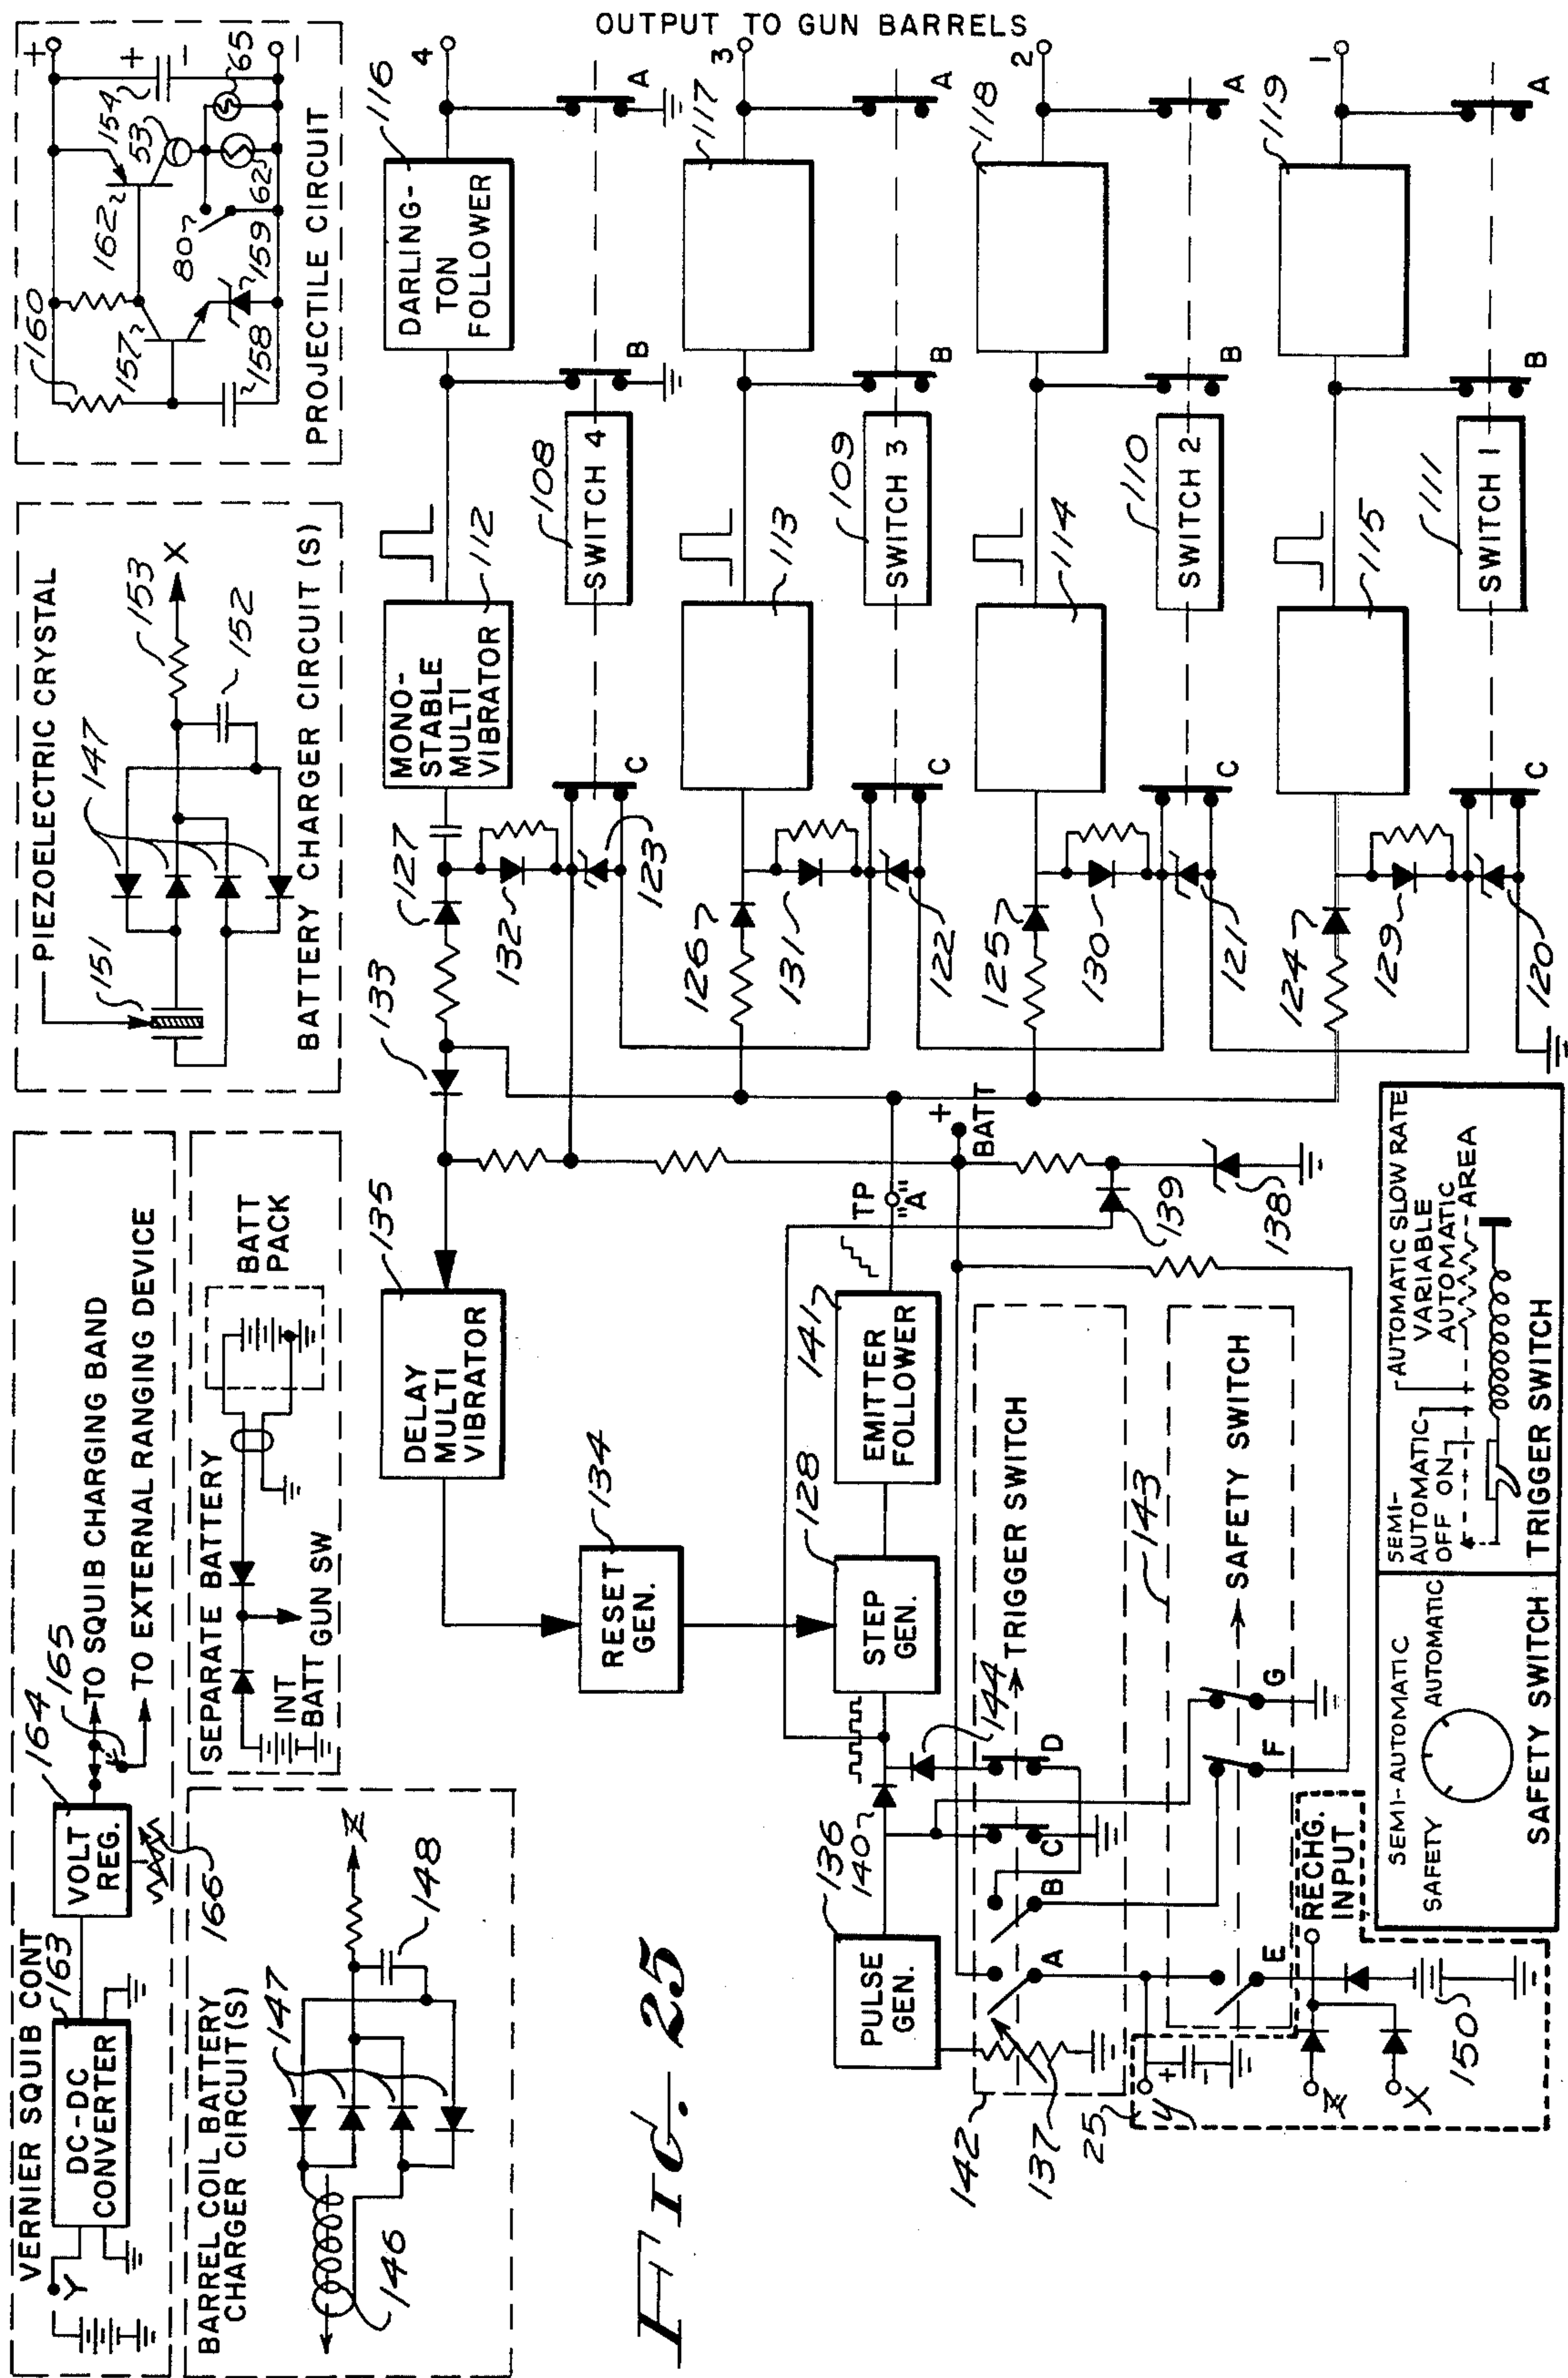 OUTPUT TO GUN BARRELS
VERNIER SQUIB CONT
163
164
165
DC-DC
CONVERTER
VOLT
REG.
Y
166
TO SQUIB CHARGING BAND
TO EXTERNAL RANGING DEVICE
BARREL COIL BATTERY
CHARGER CIRCUIT(S)
147
146
148
Z
SEPARATE BATTERY
BATT
PACK
INT
BATT
GUN SW
PIEZOELECTRIC CRYSTAL
151
147
153
X
152
BATTERY CHARGER CIRCUIT(S)
160
157
162
154
53
+
+
-
-
80
62
65
158
159
PROJECTILE CIRCUIT
135
DELAY
MULTI
VIBRATOR
133
127
132
123
C
MONO-
STABLE
MULTI
VIBRATOR
112
108
SWITCH 4
B
DARLING-
TON
FOLLOWER
116
4
A
126
131
122
C
113
109
SWITCH 3
B
117
3
A
125
130
121
C
114
110
SWITCH 2
B
118
2
A
124
129
120
C
115
111
SWITCH 1
B
119
1
A
134
RESET
GEN.
128
STEP
GEN.
141
EMITTER
FOLLOWER
TP
"A"
+
BATT
139
138
136
PULSE
GEN.
140
144
142
137
TRIGGER SWITCH
A
B
C
D
143
SAFETY SWITCH
E
F
G
25
Y
+
-
Z
X
150
RECHG.
INPUT
SAFETY
SEMI-AUTOMATIC
AUTOMATIC
SAFETY SWITCH
SEMI-
AUTOMATIC
OFF ON
AUTOMATIC SLOW RATE
VARIABLE
AUTOMATIC
AREA
TRIGGER SWITCH
FIG. 25